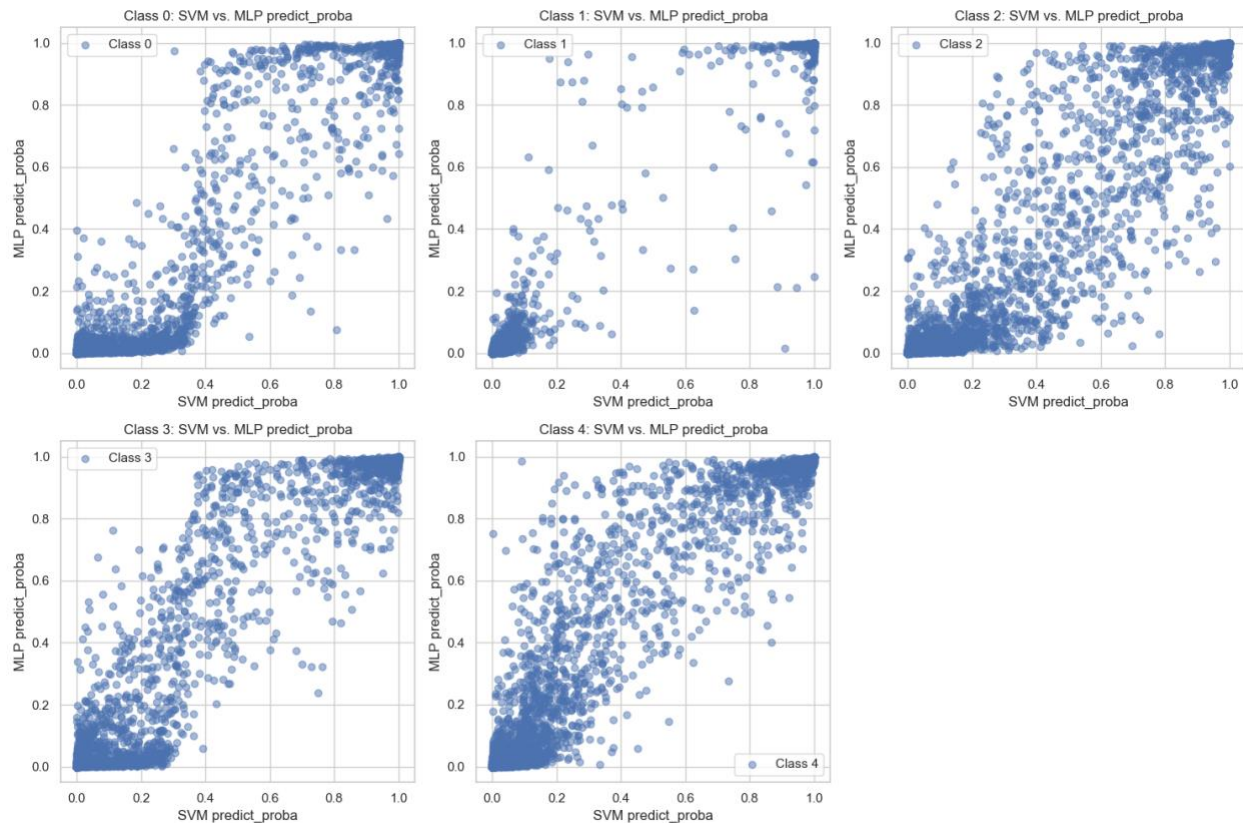 Class 0: SVM vs. MLP predict_proba
Class 1: SVM vs. MLP predict_proba
Class 2: SVM vs. MLP predict_proba
1.0
0.8
0.6
0.4
0.2
0.0
MLP predict_proba
Class 0
0.0 0.2 0.4 0.6 0.8 1.0
SVM predict_proba
1.0
0.8
0.6
0.4
0.2
0.0
MLP predict_proba
Class 1
0.0 0.2 0.4 0.6 0.8 1.0
SVM predict_proba
1.0
0.8
0.6
0.4
0.2
0.0
MLP predict_proba
Class 2
0.0 0.2 0.4 0.6 0.8 1.0
SVM predict_proba
Class 3: SVM vs. MLP predict_proba
Class 4: SVM vs. MLP predict_proba
1.0
0.8
0.6
0.4
0.2
0.0
MLP predict_proba
Class 3
0.0 0.2 0.4 0.6 0.8 1.0
SVM predict_proba
1.0
0.8
0.6
0.4
0.2
0.0
MLP predict_proba
Class 4
0.0 0.2 0.4 0.6 0.8 1.0
SVM predict_proba